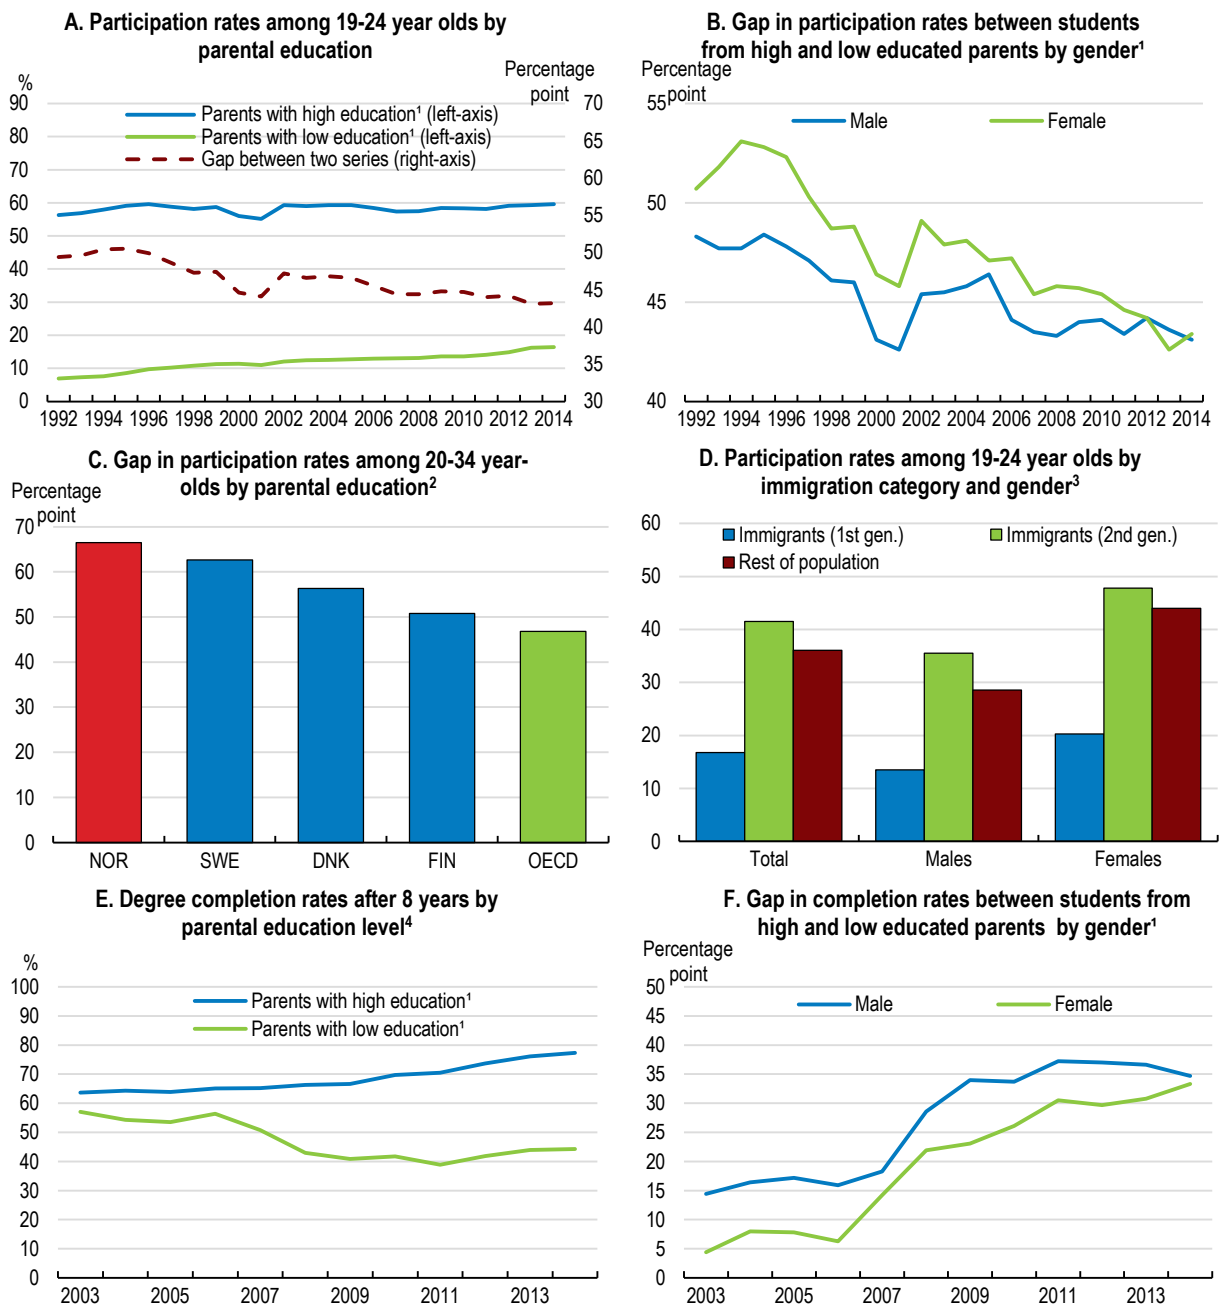 A. Participation rates among 19-24 year olds by
parental education
%
Percentage
point
90
80
70
60
50
40
30
20
10
0
70
65
60
55
50
45
40
35
30
Parents with high education¹ (left-axis)
Parents with low education¹ (left-axis)
Gap between two series (right-axis)
1992 1994 1996 1998 2000 2002 2004 2006 2008 2010 2012 2014
B. Gap in participation rates between students
from high and low educated parents by gender¹
Percentage
point
55
50
45
40
Male Female
1992 1994 1996 1998 2000 2002 2004 2006 2008 2010 2012 2014
C. Gap in participation rates among 20-34 year-
olds by parental education²
Percentage
point
70
60
50
40
30
20
10
0
NOR SWE DNK FIN OECD
D. Participation rates among 19-24 year olds by
immigration category and gender³
60
50
40
30
20
10
0
Immigrants (1st gen.) Immigrants (2nd gen.)
Rest of population
Total Males Females
E. Degree completion rates after 8 years by
parental education level⁴
%
100
90
80
70
60
50
40
30
20
10
0
Parents with high education¹
Parents with low education¹
2003 2005 2007 2009 2011 2013
F. Gap in completion rates between students from
high and low educated parents by gender¹
Percentage
point
50
45
40
35
30
25
20
15
10
5
0
Male Female
2003 2005 2007 2009 2011 2013